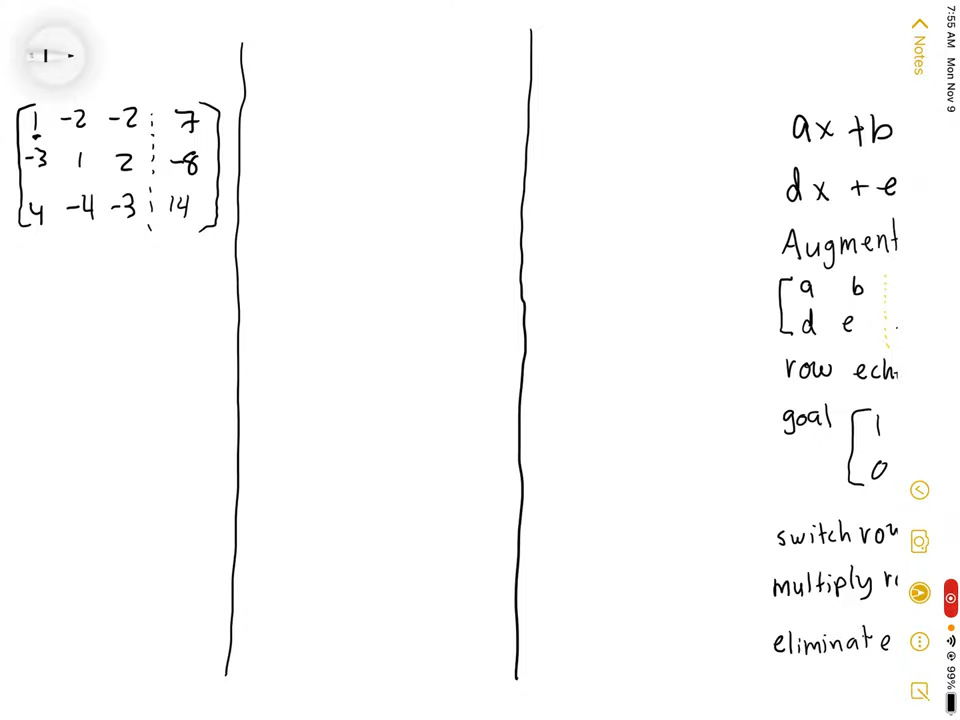 1 -2 -2 7
-3 1 2 -8
4 -4 -3 14
ax + b
dx + e
Augment
a b
d e
row ech
goal 1
0
switch row
multiply r
eliminate
7:55 AM Mon Nov 9
Notes
99%